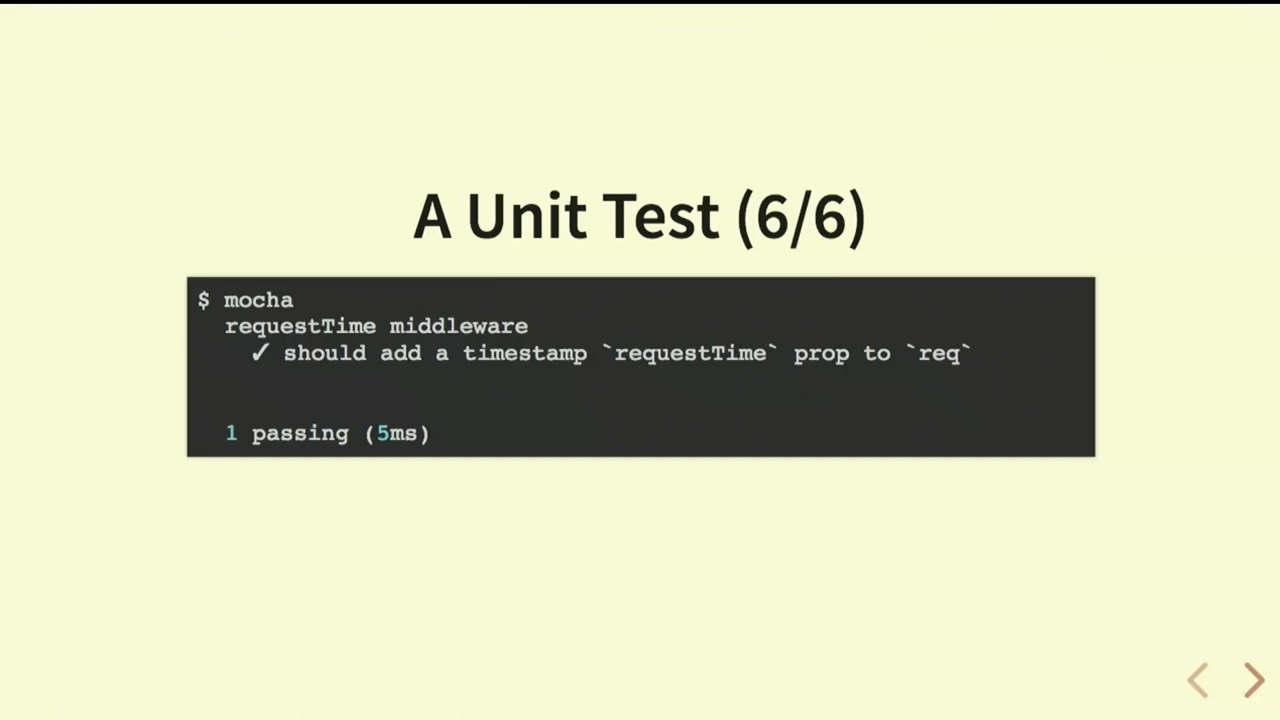 A Unit Test (6/6)
$ mocha
requestTime middleware
✓ should add a timestamp `requestTime` prop to `req`
1 passing (5ms)